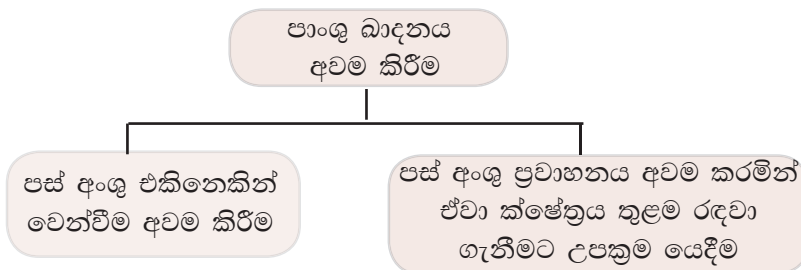 පාංශු ඛාදනය
අවම කිරීම
පස් අංශු එකිනෙකින්
වෙන්වීම අවම කිරීම
පස් අංශු ප්‍රවාහනය අවම කරමින්
ඒවා ක්ෂේත්‍රය තුළම රඳවා
ගැනීමට උපක්‍රම යෙදීම